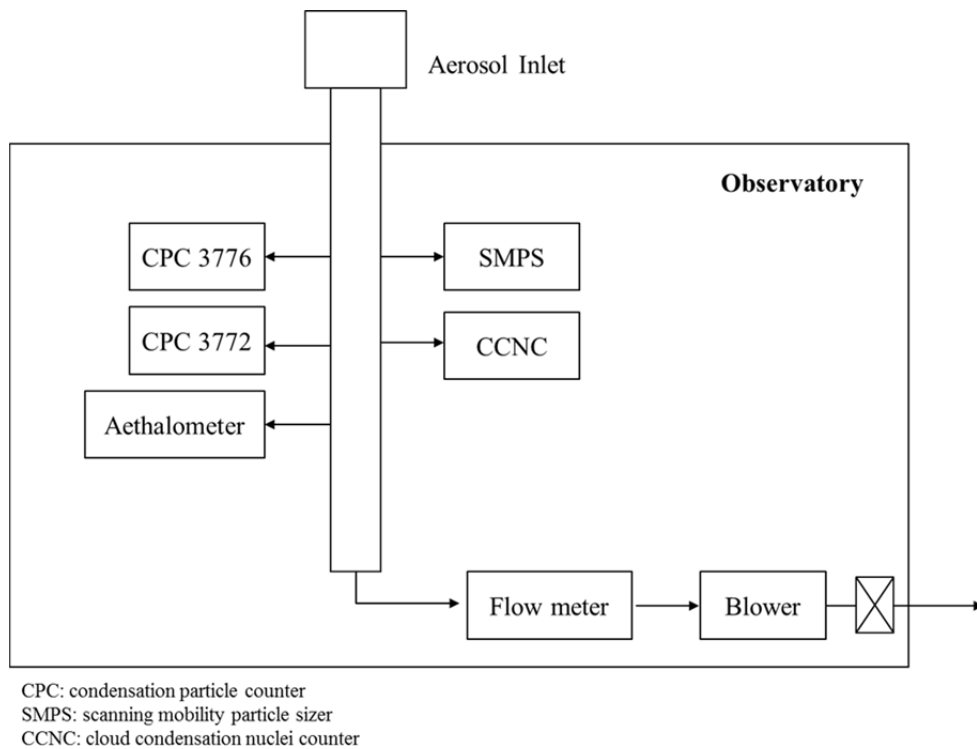 Aerosol Inlet
Observatory
CPC 3776
SMPS
CPC 3772
CCNC
Aethalometer
Flow meter
Blower
CPC: condensation particle counter
SMPS: scanning mobility particle sizer
CCNC: cloud condensation nuclei counter